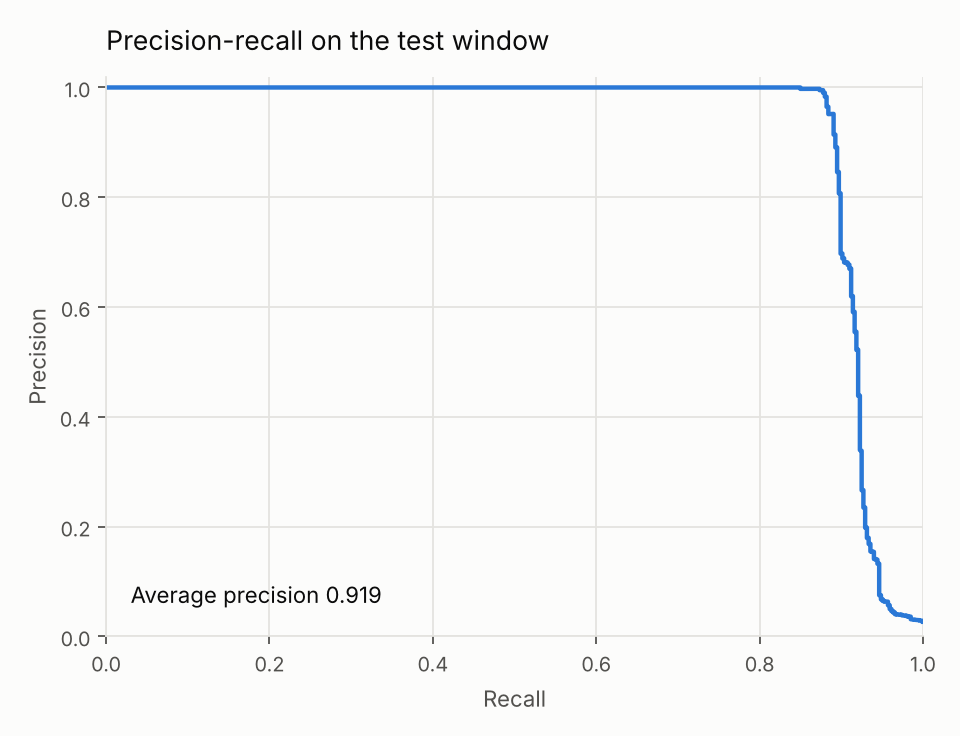 Precision-recall on the test window
1.0
0.8
0.6
0.4
0.2
0.0
Precision
Average precision 0.919
0.0 0.2 0.4 0.6 0.8 1.0
Recall